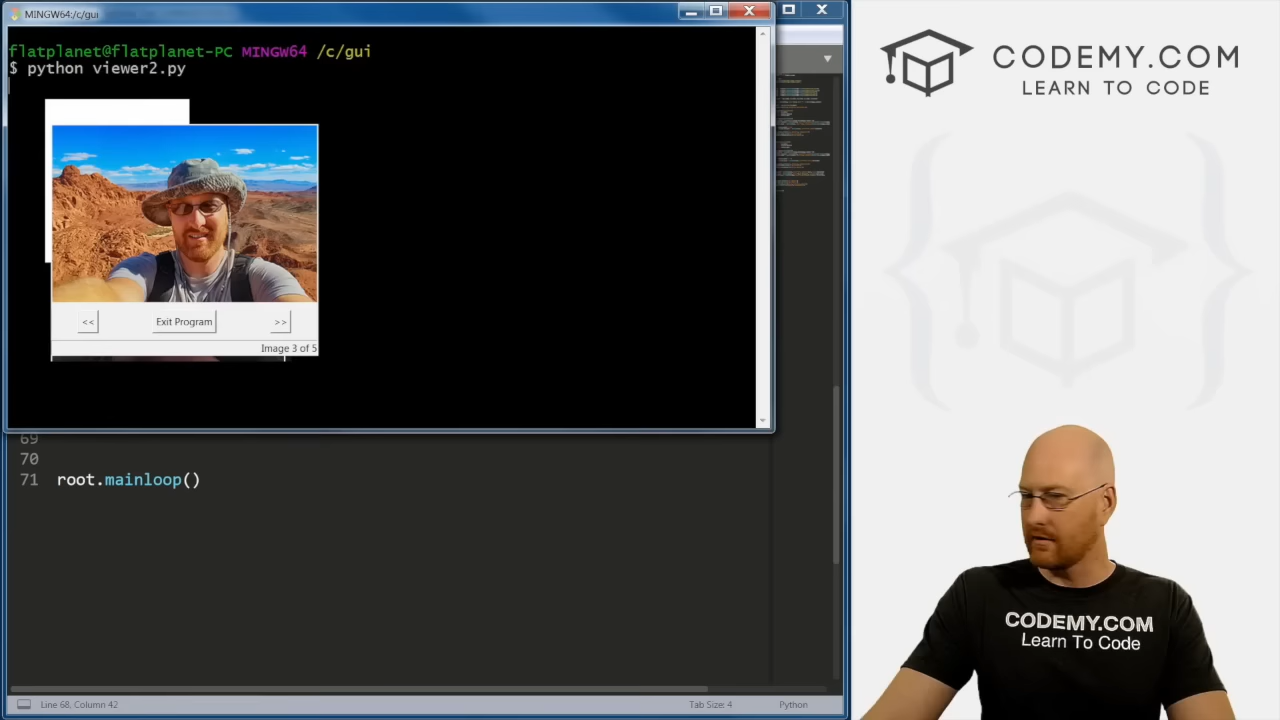 MINGW64:/c/gui
flatplanet@flatplanet-PC MINGW64 /c/gui
$ python viewer2.py
<<
Exit Program
>>
Image 3 of 5
69
70
71 root.mainloop()
Line 68, Column 42
Tab Size: 4
Python
CODEMY.COM
LEARN TO CODE
CODEMY.COM
Learn To Code